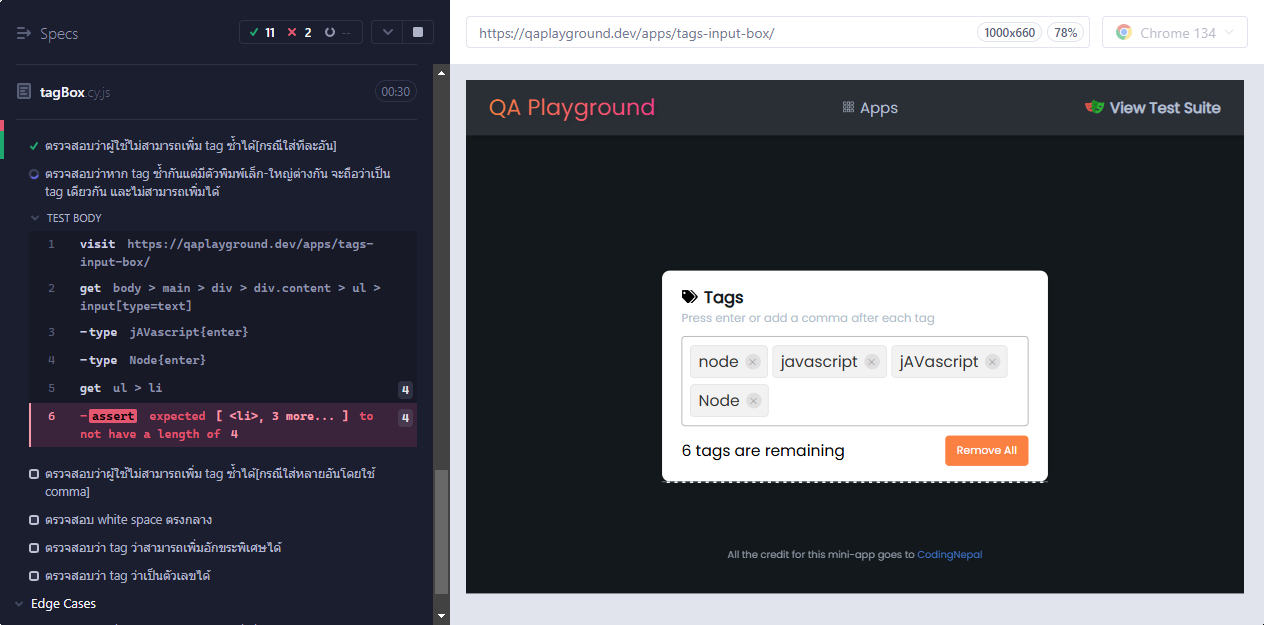 Specs
11 2 --
tagBox.cy.js
00:30
ตรวจสอบว่าผู้ใช้ไม่สามารถเพิ่ม tag ซ้ำได้[กรณีใส่ทีละอัน]
ตรวจสอบว่าหาก tag ซ้ำกันแต่มีตัวพิมพ์เล็ก-ใหญ่ต่างกัน จะถือว่าเป็น
tag เดียวกัน และไม่สามารถเพิ่มได้
TEST BODY
1 visit https://qaplayground.dev/apps/tags-
input-box/
2 get body > main > div > div.content > ul >
input[type=text]
3 -type jAVascript{enter}
4 -type Node{enter}
5 get ul > li 4
6 -assert expected [ <li>, 3 more... ] to 4
not have a length of 4
ตรวจสอบว่าผู้ใช้ไม่สามารถเพิ่ม tag ซ้ำได้[กรณีใส่หลายอันโดยใช้
comma]
ตรวจสอบ white space ตรงกลาง
ตรวจสอบว่า tag ว่าสามารถเพิ่มอักขระพิเศษได้
ตรวจสอบว่า tag ว่าเป็นตัวเลขได้
Edge Cases
https://qaplayground.dev/apps/tags-input-box/
1000x660 78%
Chrome 134
QA Playground
Apps
View Test Suite
Tags
Press enter or add a comma after each tag
node javascript jAVascript
Node
6 tags are remaining
Remove All
All the credit for this mini-app goes to CodingNepal